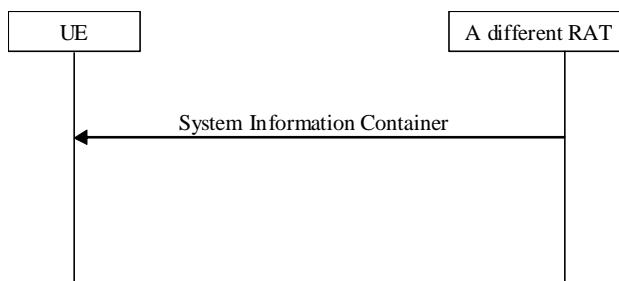 UE
A different RAT
System Information Container